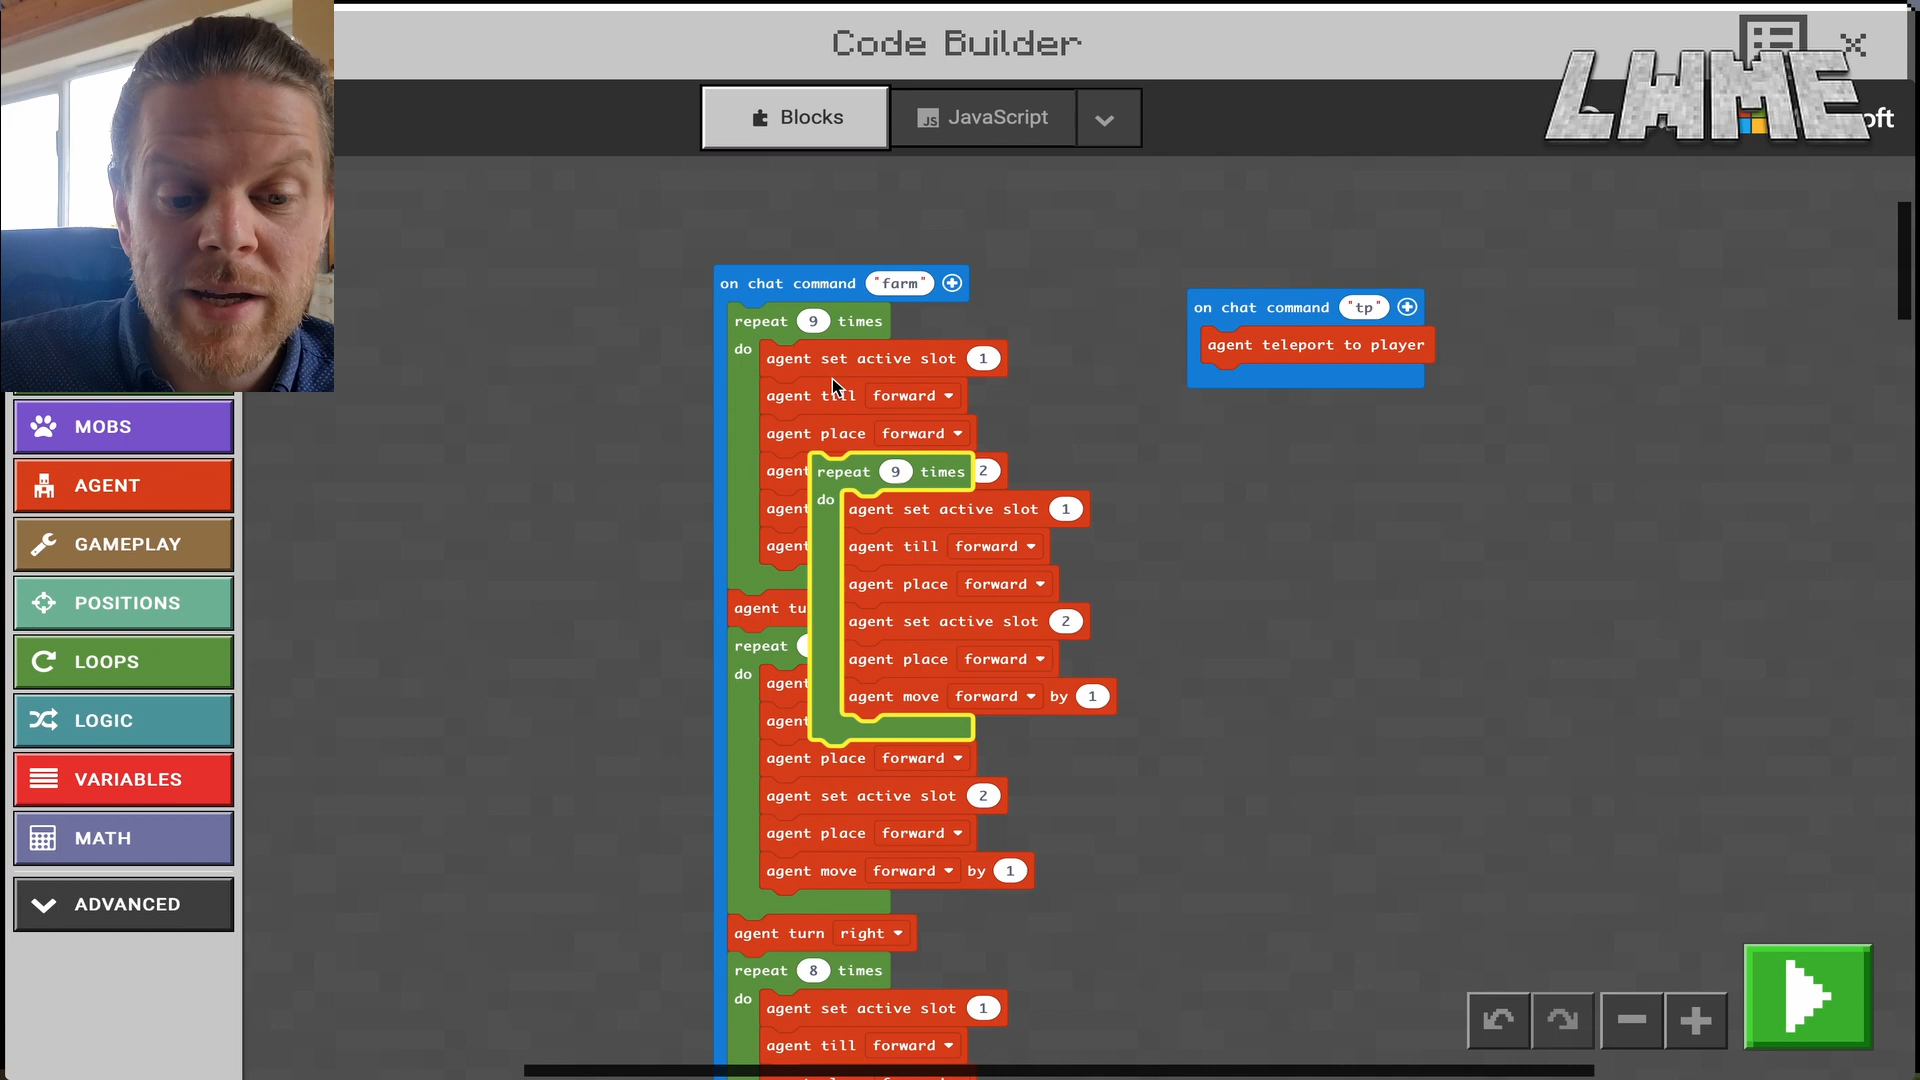 Code Builder
LWME
oft
Blocks
JS JavaScript
MOBS
AGENT
GAMEPLAY
POSITIONS
LOOPS
LOGIC
VARIABLES
MATH
ADVANCED
on chat command "farm"
repeat 9 times
do
agent set active slot 1
agent till forward
agent place forward
agent 2
agent
agent
agent tu
repeat
do
agent
agent
agent place forward
agent set active slot 2
agent place forward
agent move forward by 1
agent turn right
repeat 8 times
do
agent set active slot 1
agent till forward
repeat 9 times
do
agent set active slot 1
agent till forward
agent place forward
agent set active slot 2
agent place forward
agent move forward by 1
on chat command "tp"
agent teleport to player